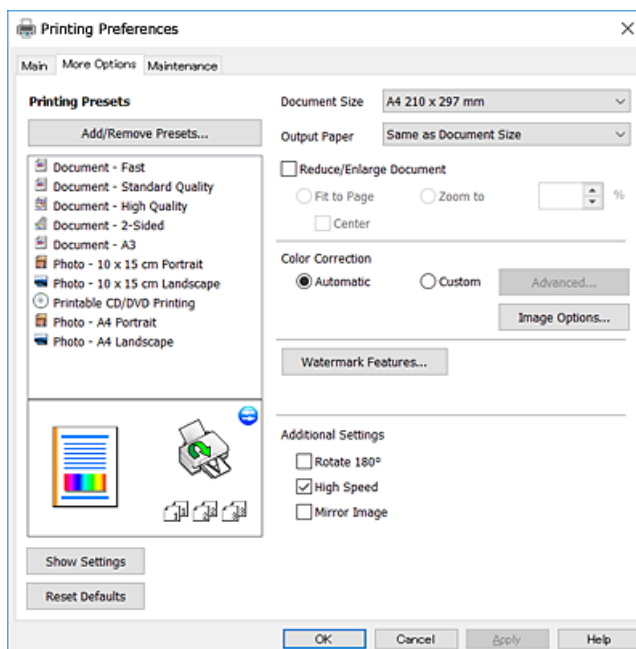 Printing Preferences
Main More Options Maintenance
Printing Presets
Add/Remove Presets...
Document - Fast
Document - Standard Quality
Document - High Quality
Document - 2-Sided
Document - A3
Photo - 10 x 15 cm Portrait
Photo - 10 x 15 cm Landscape
Printable CD/DVD Printing
Photo - A4 Portrait
Photo - A4 Landscape
Show Settings
Reset Defaults
Document Size A4 210 x 297 mm
Output Paper Same as Document Size
Reduce/Enlarge Document
Fit to Page Zoom to %
Center
Color Correction
Automatic Custom Advanced...
Image Options...
Watermark Features...
Additional Settings
Rotate 180º
High Speed
Mirror Image
OK Cancel Apply Help